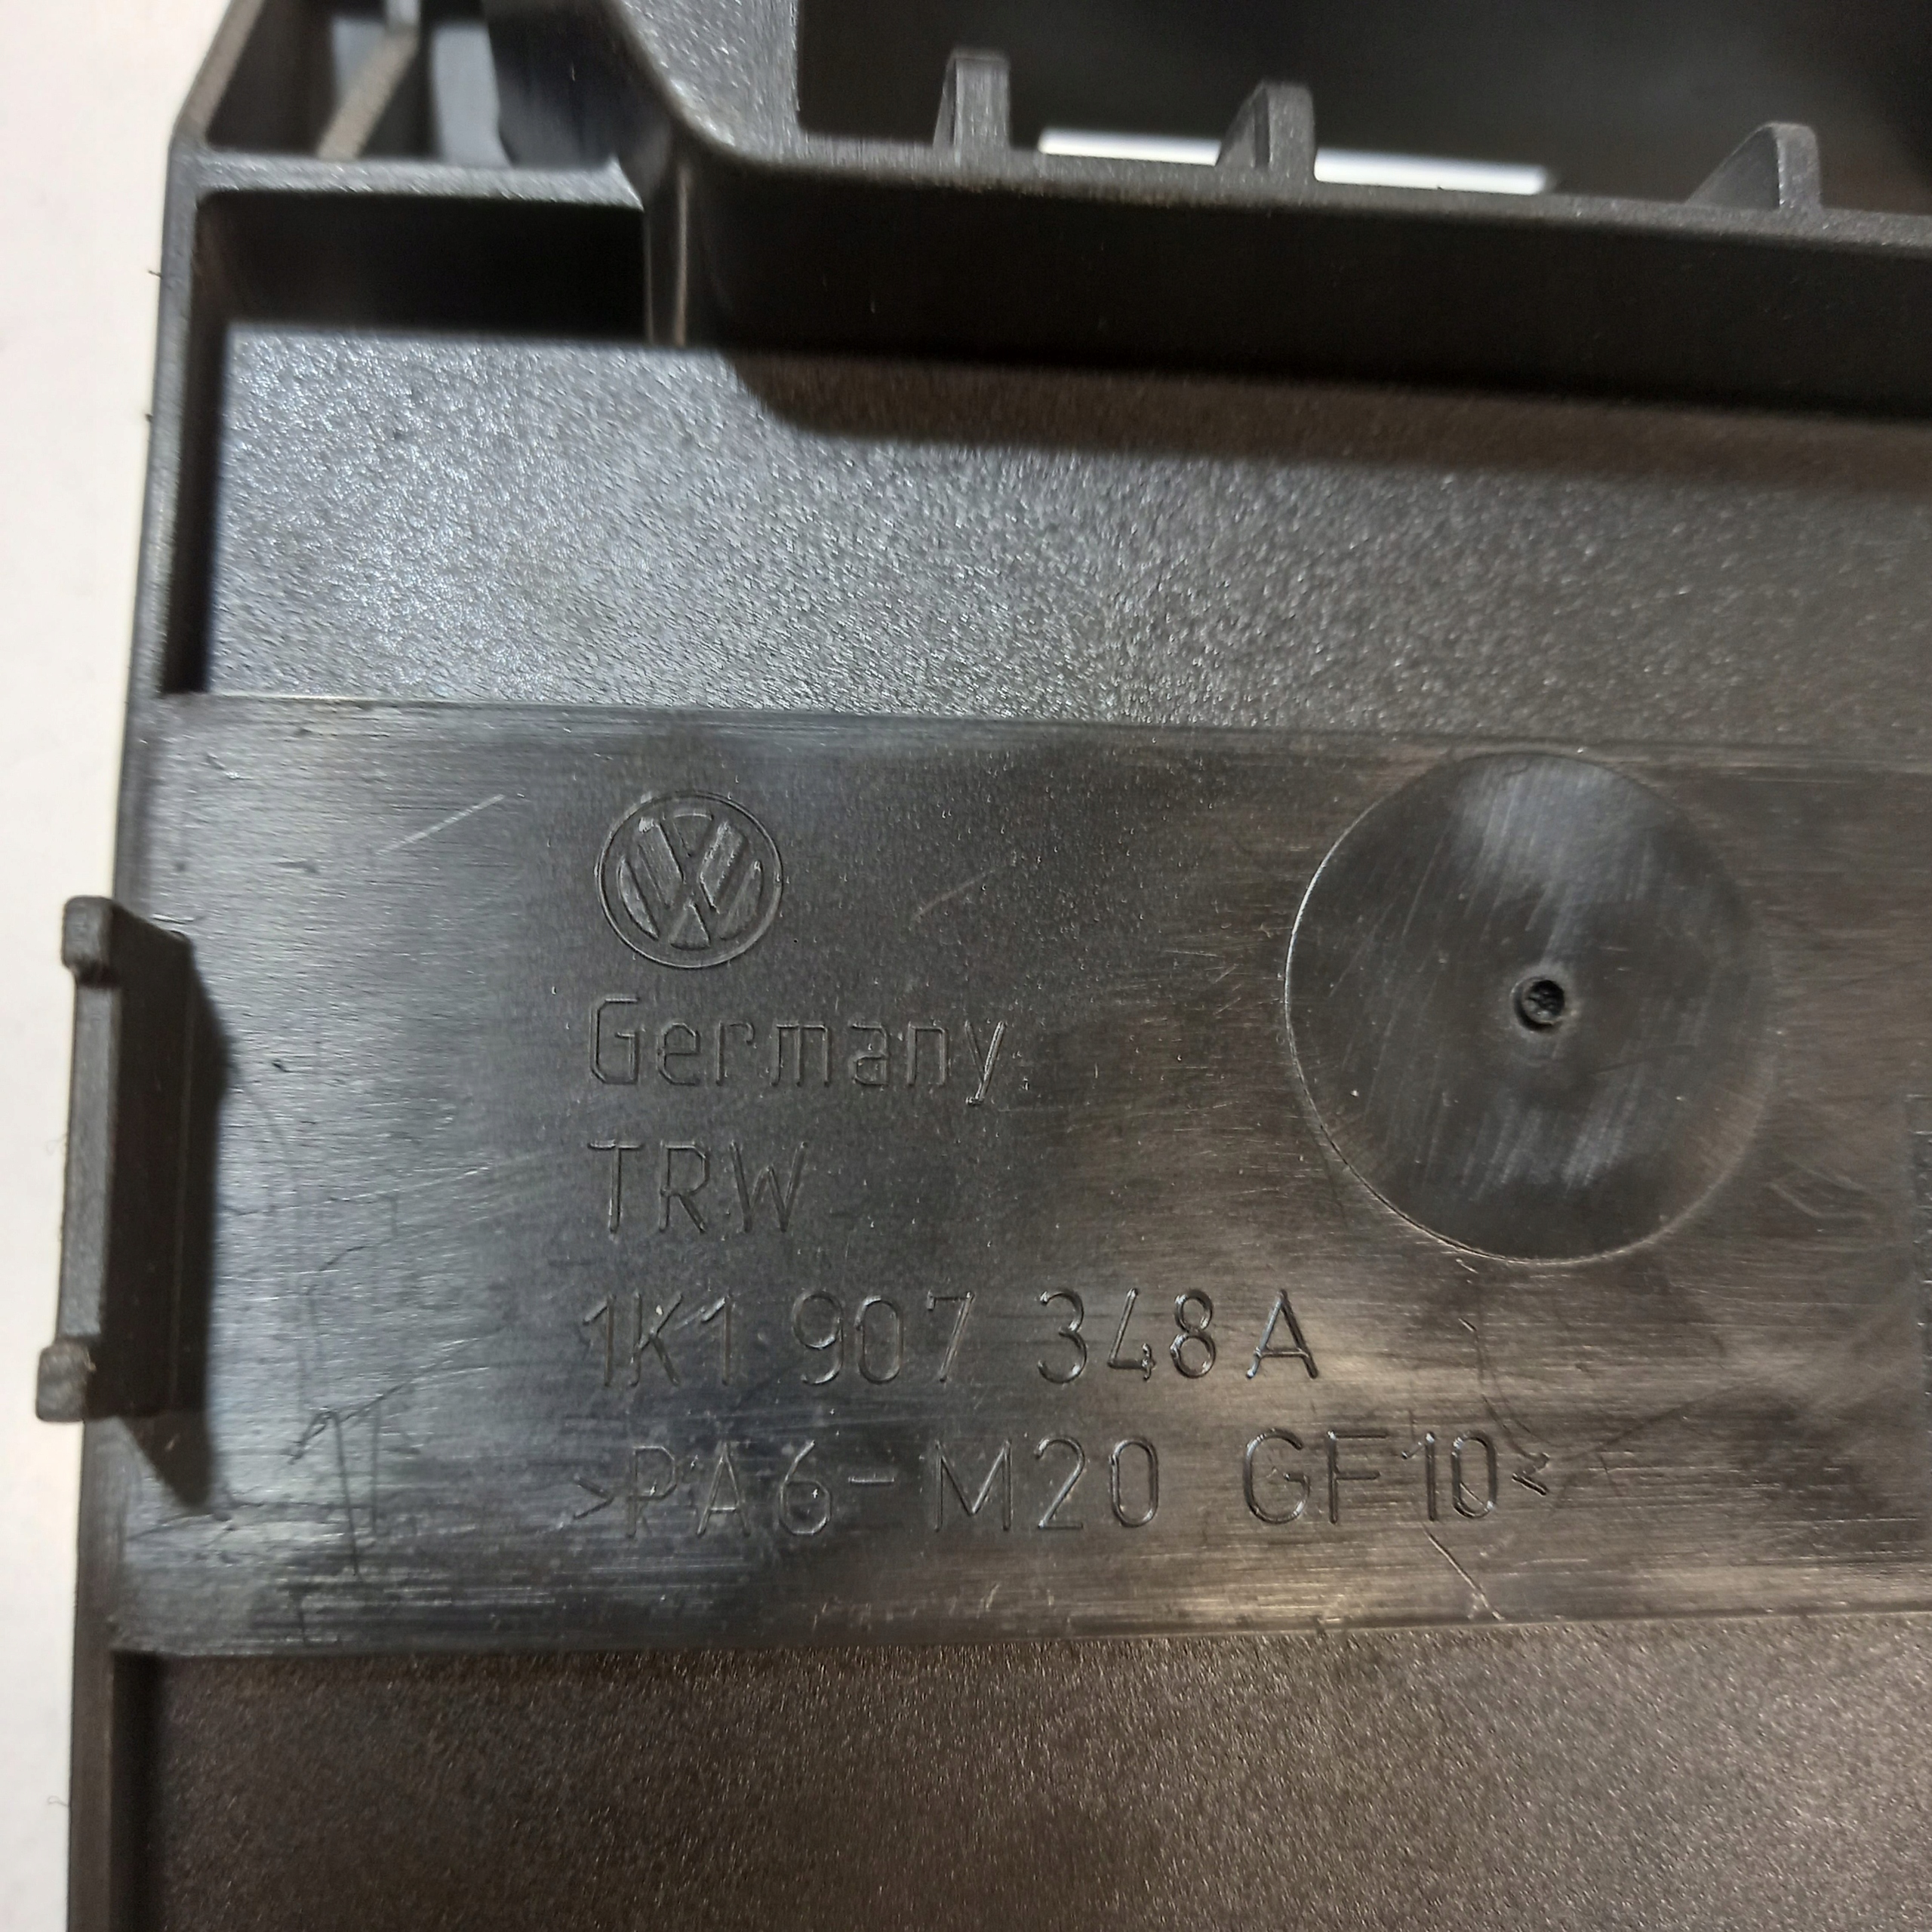 Germany
TRW
1K1 907 348 A
>PA6-M20 GF10<